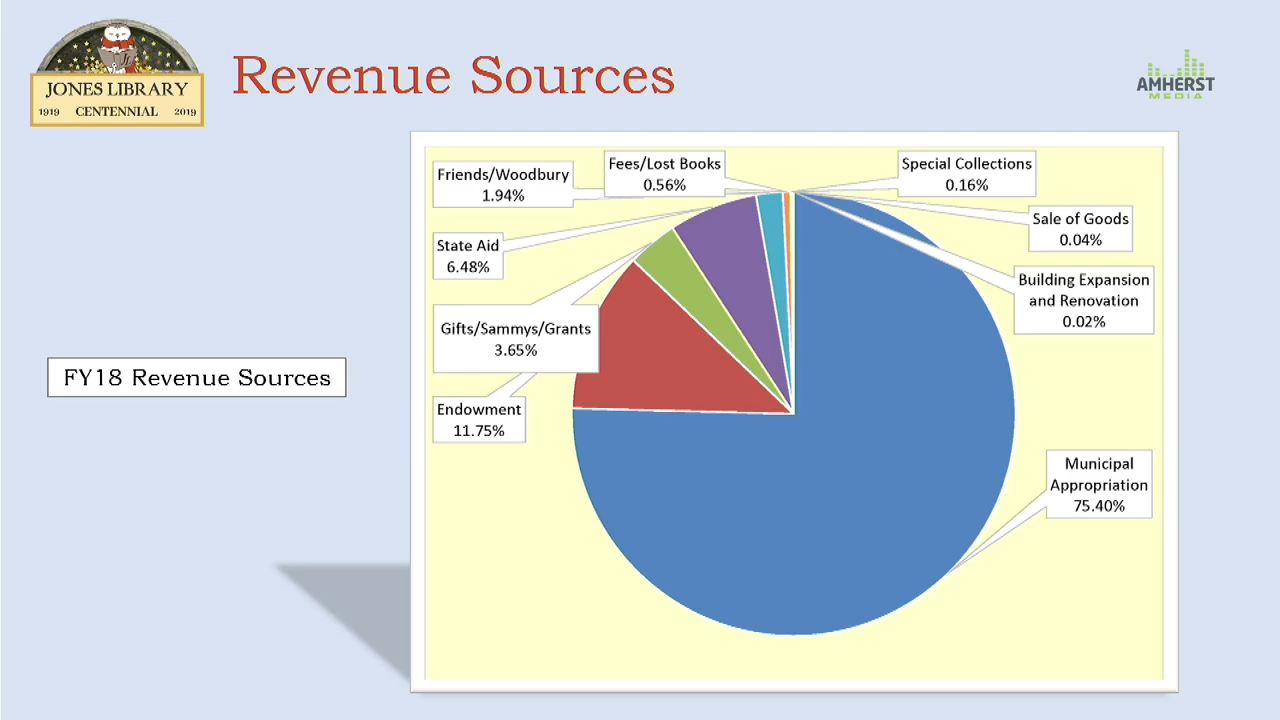 JONES LIBRARY
1919 CENTENNIAL 2019
Revenue Sources
AMHERST
MEDIA
FY18 Revenue Sources
Friends/Woodbury
1.94%
Fees/Lost Books
0.56%
Special Collections
0.16%
Sale of Goods
0.04%
State Aid
6.48%
Building Expansion
and Renovation
0.02%
Gifts/Sammys/Grants
3.65%
Endowment
11.75%
Municipal
Appropriation
75.40%